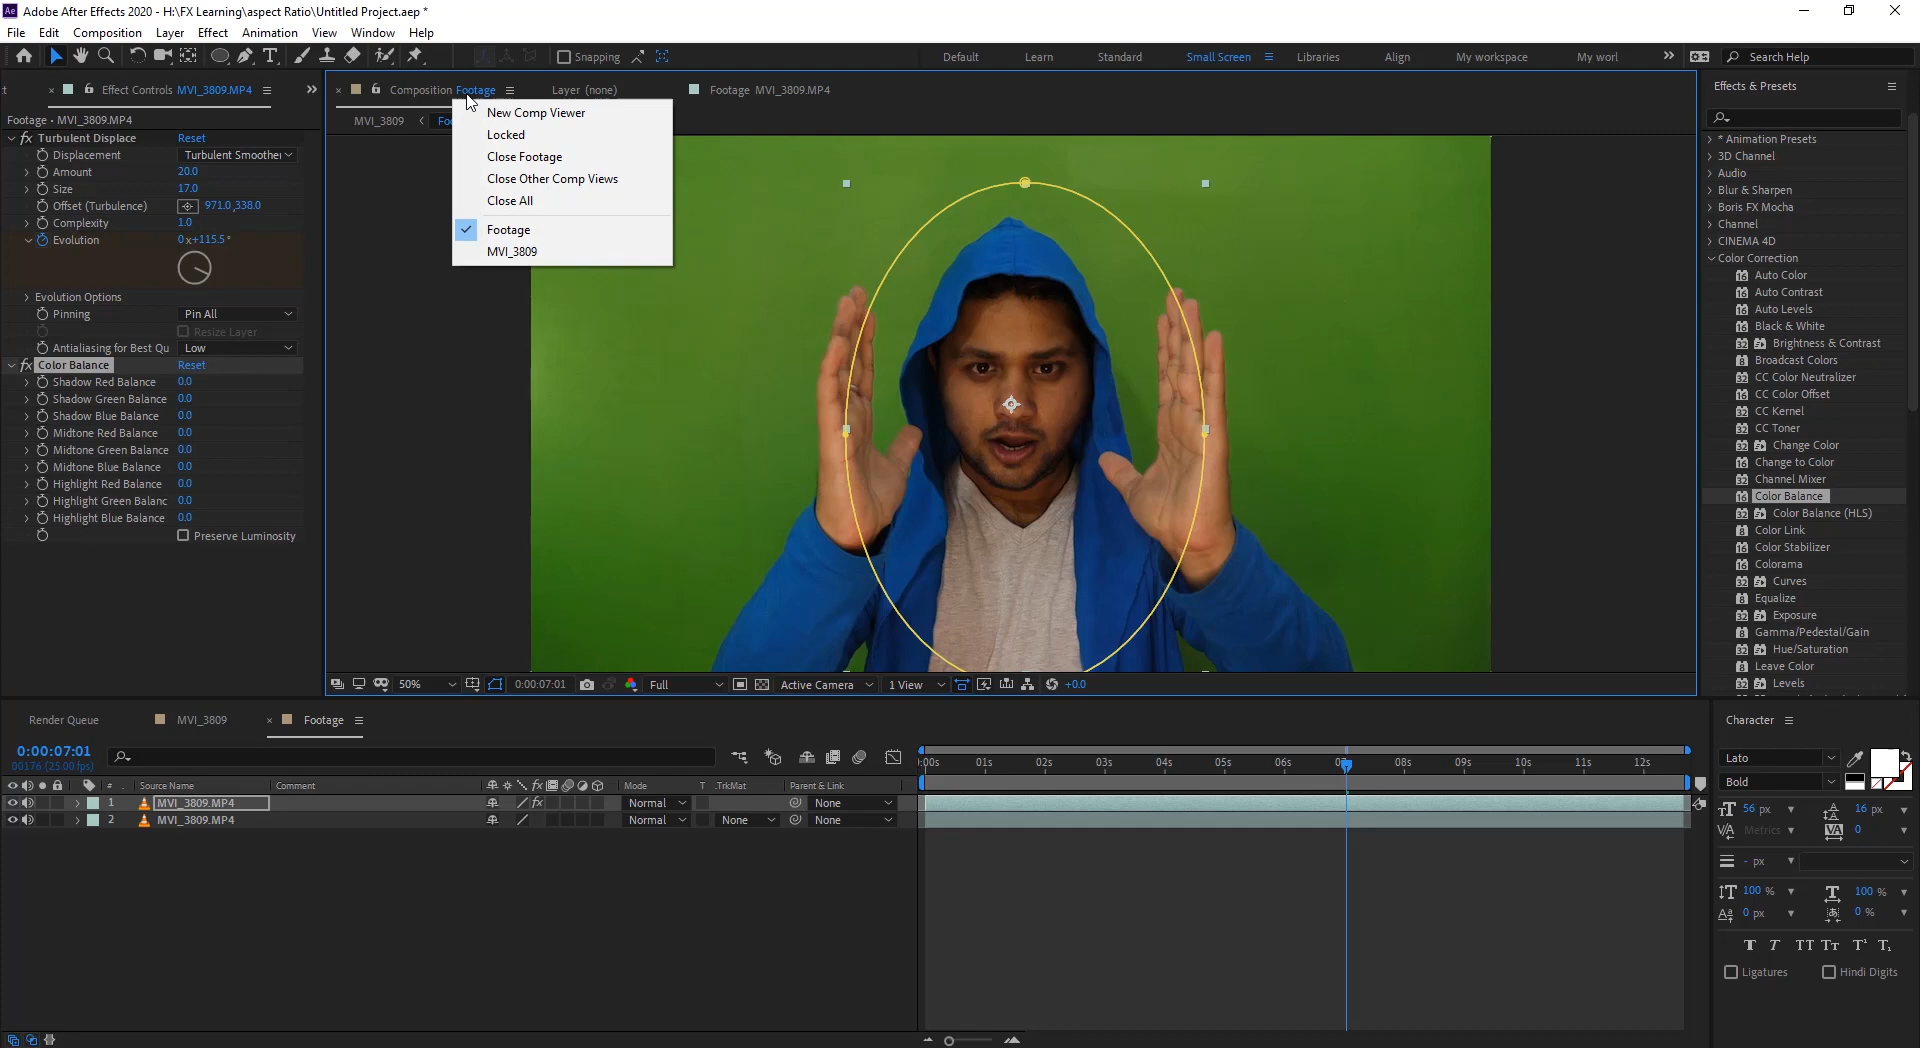 Adobe After Effects 2020 - H:\FX Learning\aspect Ratio\Untitled Project.aep *
File Edit Composition Layer Effect Animation View Window Help
Snapping Default Learn Standard Small Screen Libraries Align My workspace My worl Search Help
Effect Controls MVI_3809.MP4
Footage • MVI_3809.MP4
Turbulent Displace Reset
Displacement Turbulent Smoother
Amount 20.0
Size 17.0
Offset (Turbulence) 971.0,338.0
Complexity 1.0
Evolution 0x+115.5°
Evolution Options
Pinning Pin All
Resize Layer
Antialiasing for Best Qu Low
Color Balance Reset
Shadow Red Balance 0.0
Shadow Green Balance 0.0
Shadow Blue Balance 0.0
Midtone Red Balance 0.0
Midtone Green Balance 0.0
Midtone Blue Balance 0.0
Highlight Red Balance 0.0
Highlight Green Balanc 0.0
Highlight Blue Balance 0.0
Preserve Luminosity
Composition Footage Layer (none) Footage MVI_3809.MP4
MVI_3809
New Comp Viewer
Locked
Close Footage
Close Other Comp Views
Close All
Footage
MVI_3809
50% 0:00:07:01 Full Active Camera 1 View +0.0
Effects & Presets
* Animation Presets
3D Channel
Audio
Blur & Sharpen
Boris FX Mocha
Channel
CINEMA 4D
Color Correction
Auto Color
Auto Contrast
Auto Levels
Black & White
Brightness & Contrast
Broadcast Colors
CC Color Neutralizer
CC Color Offset
CC Kernel
CC Toner
Change Color
Change to Color
Channel Mixer
Color Balance
Color Balance (HLS)
Color Link
Color Stabilizer
Colorama
Curves
Equalize
Exposure
Gamma/Pedestal/Gain
Hue/Saturation
Leave Color
Levels
Render Queue MVI_3809 Footage
0:00:07:01
00176 (25.00 fps)
:00s 01s 02s 03s 04s 05s 06s 08s 09s 10s 11s 12s
# Source Name Comment Mode T .TrkMat Parent & Link
1 MVI_3809.MP4 Normal None
2 MVI_3809.MP4 Normal None None
Character
Lato
Bold
56 px 16 px
Metrics 0
- px
100 % 100 %
0 px 0 %
T T TT Tt T¹ T₁
Ligatures Hindi Digits